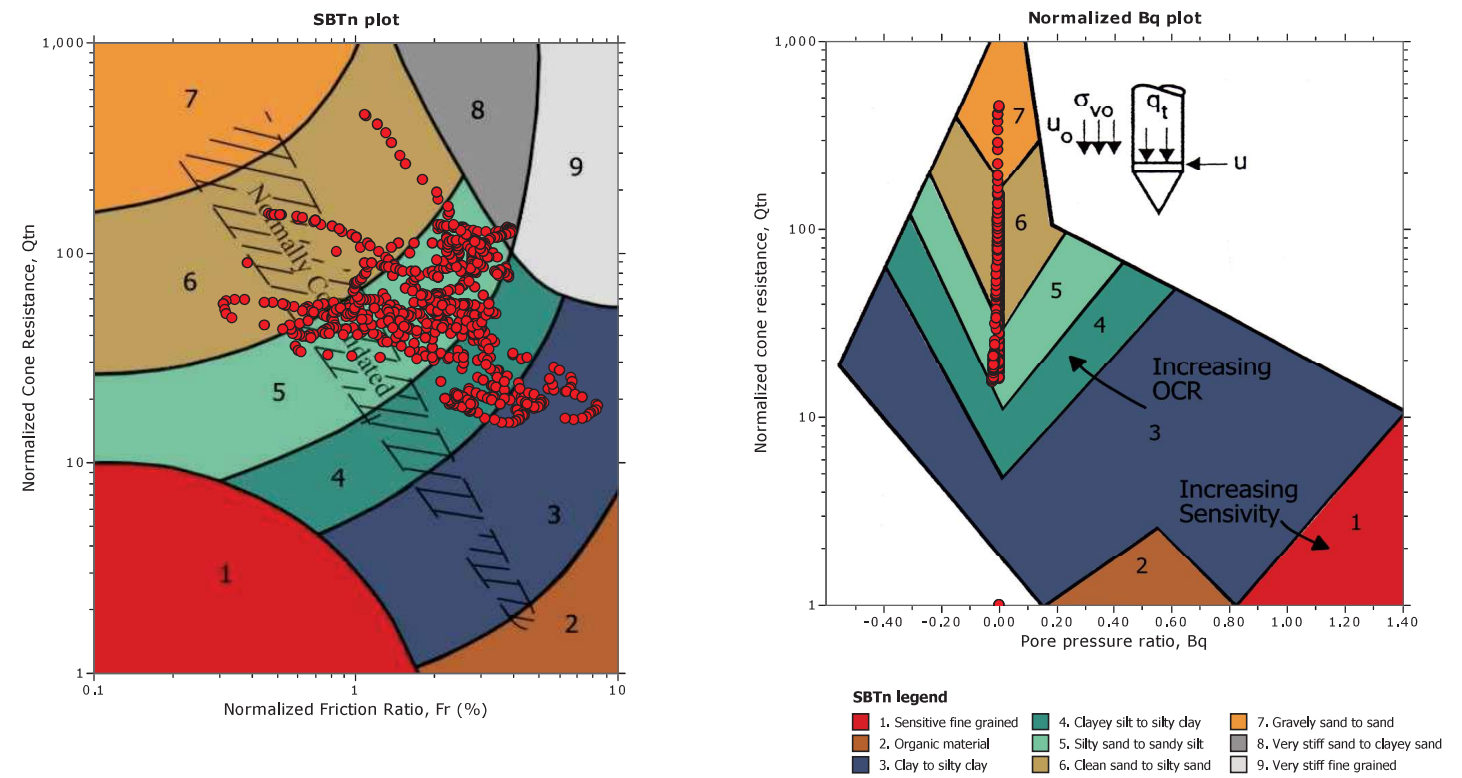 SBTn plot
1,000
100
10
1
Normalized Cone Resistance, Qtn
0.1
1
10
Normalized Friction Ratio, Fr (%)
7
8
9
6
5
4
3
1
2
Normally Co
idated
Normalized Bq plot
1,000
100
10
1
Normalized cone resistance, Qtn
-0.40
-0.20
0.00
0.20
0.40
0.60
0.80
1.00
1.20
1.40
Pore pressure ratio, Bq
σvo
qt
uo
u
7
6
5
4
3
2
1
Increasing
OCR
Increasing
Sensivity
SBTn legend
1. Sensitive fine grained
2. Organic material
3. Clay to silty clay
4. Clayey silt to silty clay
5. Silty sand to sandy silt
6. Clean sand to silty sand
7. Gravely sand to sand
8. Very stiff sand to clayey sand
9. Very stiff fine grained